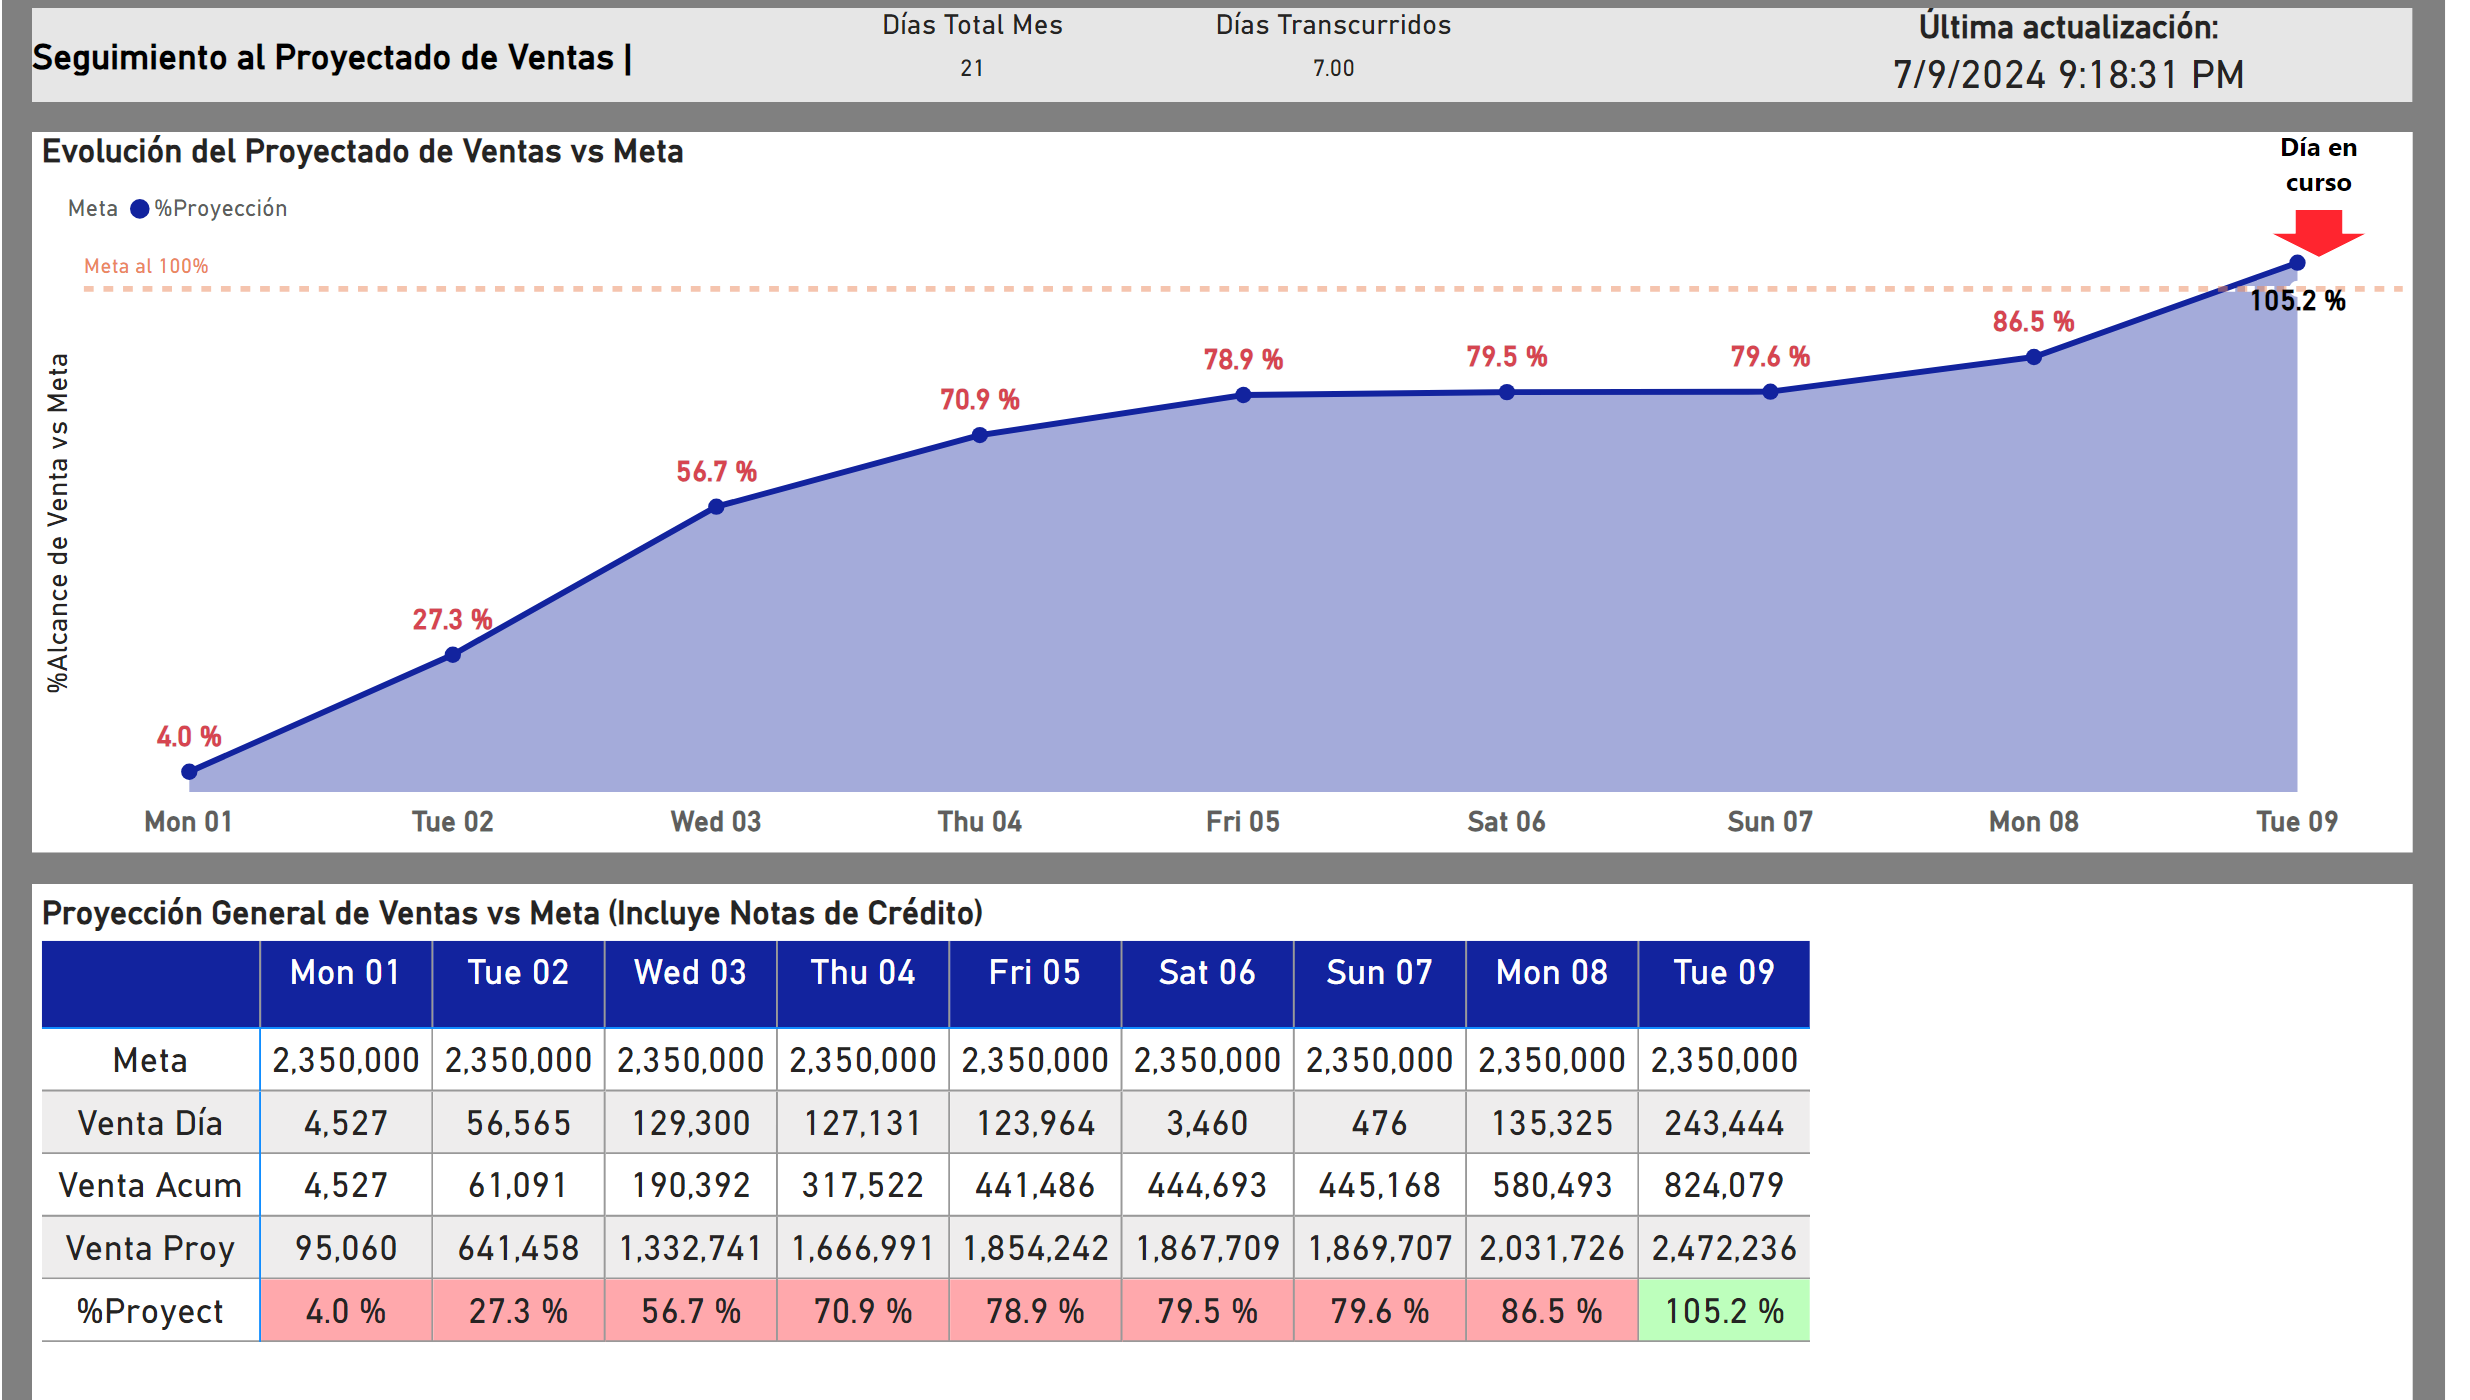 Seguimiento al Proyectado de Ventas |
Días Total Mes
21
Días Transcurridos
7.00
Última actualización:
7/9/2024 9:18:31 PM
Evolución del Proyectado de Ventas vs Meta
Día en
curso
Meta %Proyección
Meta al 100%
%Alcance de Venta vs Meta
4.0 %
27.3 %
56.7 %
70.9 %
78.9 %
79.5 %
79.6 %
86.5 %
105.2 %
Mon 01 Tue 02 Wed 03 Thu 04 Fri 05 Sat 06 Sun 07 Mon 08 Tue 09
Proyección General de Ventas vs Meta (Incluye Notas de Crédito)
Mon 01 Tue 02 Wed 03 Thu 04 Fri 05 Sat 06 Sun 07 Mon 08 Tue 09
Meta 2,350,000 2,350,000 2,350,000 2,350,000 2,350,000 2,350,000 2,350,000 2,350,000 2,350,000
Venta Día 4,527 56,565 129,300 127,131 123,964 3,460 476 135,325 243,444
Venta Acum 4,527 61,091 190,392 317,522 441,486 444,693 445,168 580,493 824,079
Venta Proy 95,060 641,458 1,332,741 1,666,991 1,854,242 1,867,709 1,869,707 2,031,726 2,472,236
%Proyect 4.0 % 27.3 % 56.7 % 70.9 % 78.9 % 79.5 % 79.6 % 86.5 % 105.2 %